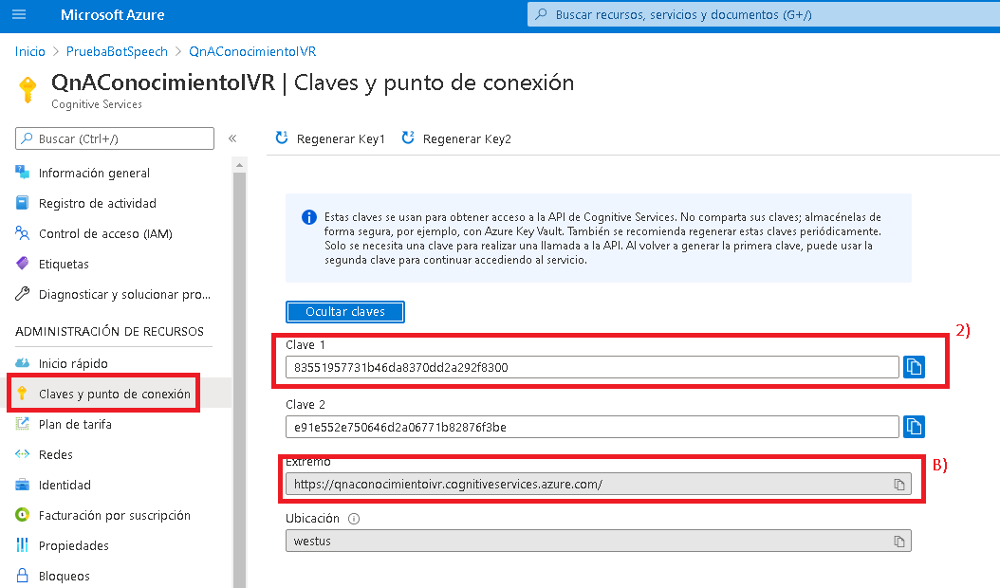 Microsoft Azure
Buscar recursos, servicios y documentos (G+/)
Inicio > PruebaBotSpeech > QnAConocimientoIVR
QnAConocimientoIVR | Claves y punto de conexión
Cognitive Services
Buscar (Ctrl+/)
«
Regenerar Key1
Regenerar Key2
Información general
Registro de actividad
Control de acceso (IAM)
Etiquetas
Diagnosticar y solucionar pro...
ADMINISTRACIÓN DE RECURSOS
Inicio rápido
Claves y punto de conexión
Plan de tarifa
Redes
Identidad
Facturación por suscripción
Propiedades
Bloqueos
Estas claves se usan para obtener acceso a la API de Cognitive Services. No comparta sus claves; almacénelas de
forma segura, por ejemplo, con Azure Key Vault. También se recomienda regenerar estas claves periódicamente.
Solo se necesita una clave para realizar una llamada a la API. Al volver a generar la primera clave, puede usar la
segunda clave para continuar accediendo al servicio.
Ocultar claves
2)
Clave 1
83551957731b46da8370dd2a292f8300
Clave 2
e91e552e750646d2a06771b82876f3be
B)
Extremo
https://qnaconocimientoivr.cognitiveservices.azure.com/
Ubicación
westus